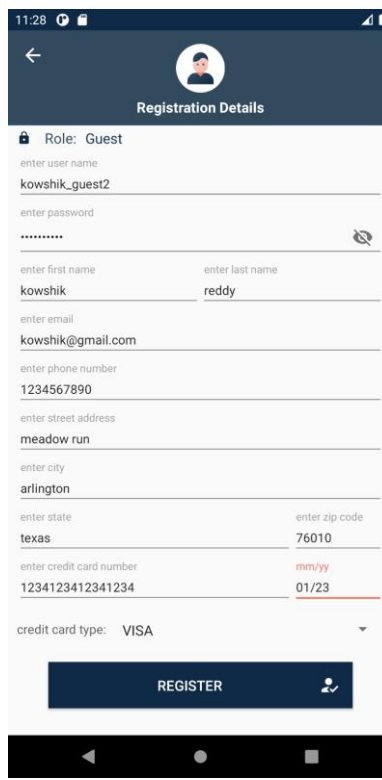 11:28
Registration Details
Role: Guest
enter user name
kowshik_guest2
enter password
••••••••••
enter first name enter last name
kowshik reddy
enter email
kowshik@gmail.com
enter phone number
1234567890
enter street address
meadow run
enter city
arlington
enter state enter zip code
texas 76010
enter credit card number mm/yy
1234123412341234 01/23
credit card type: VISA
REGISTER